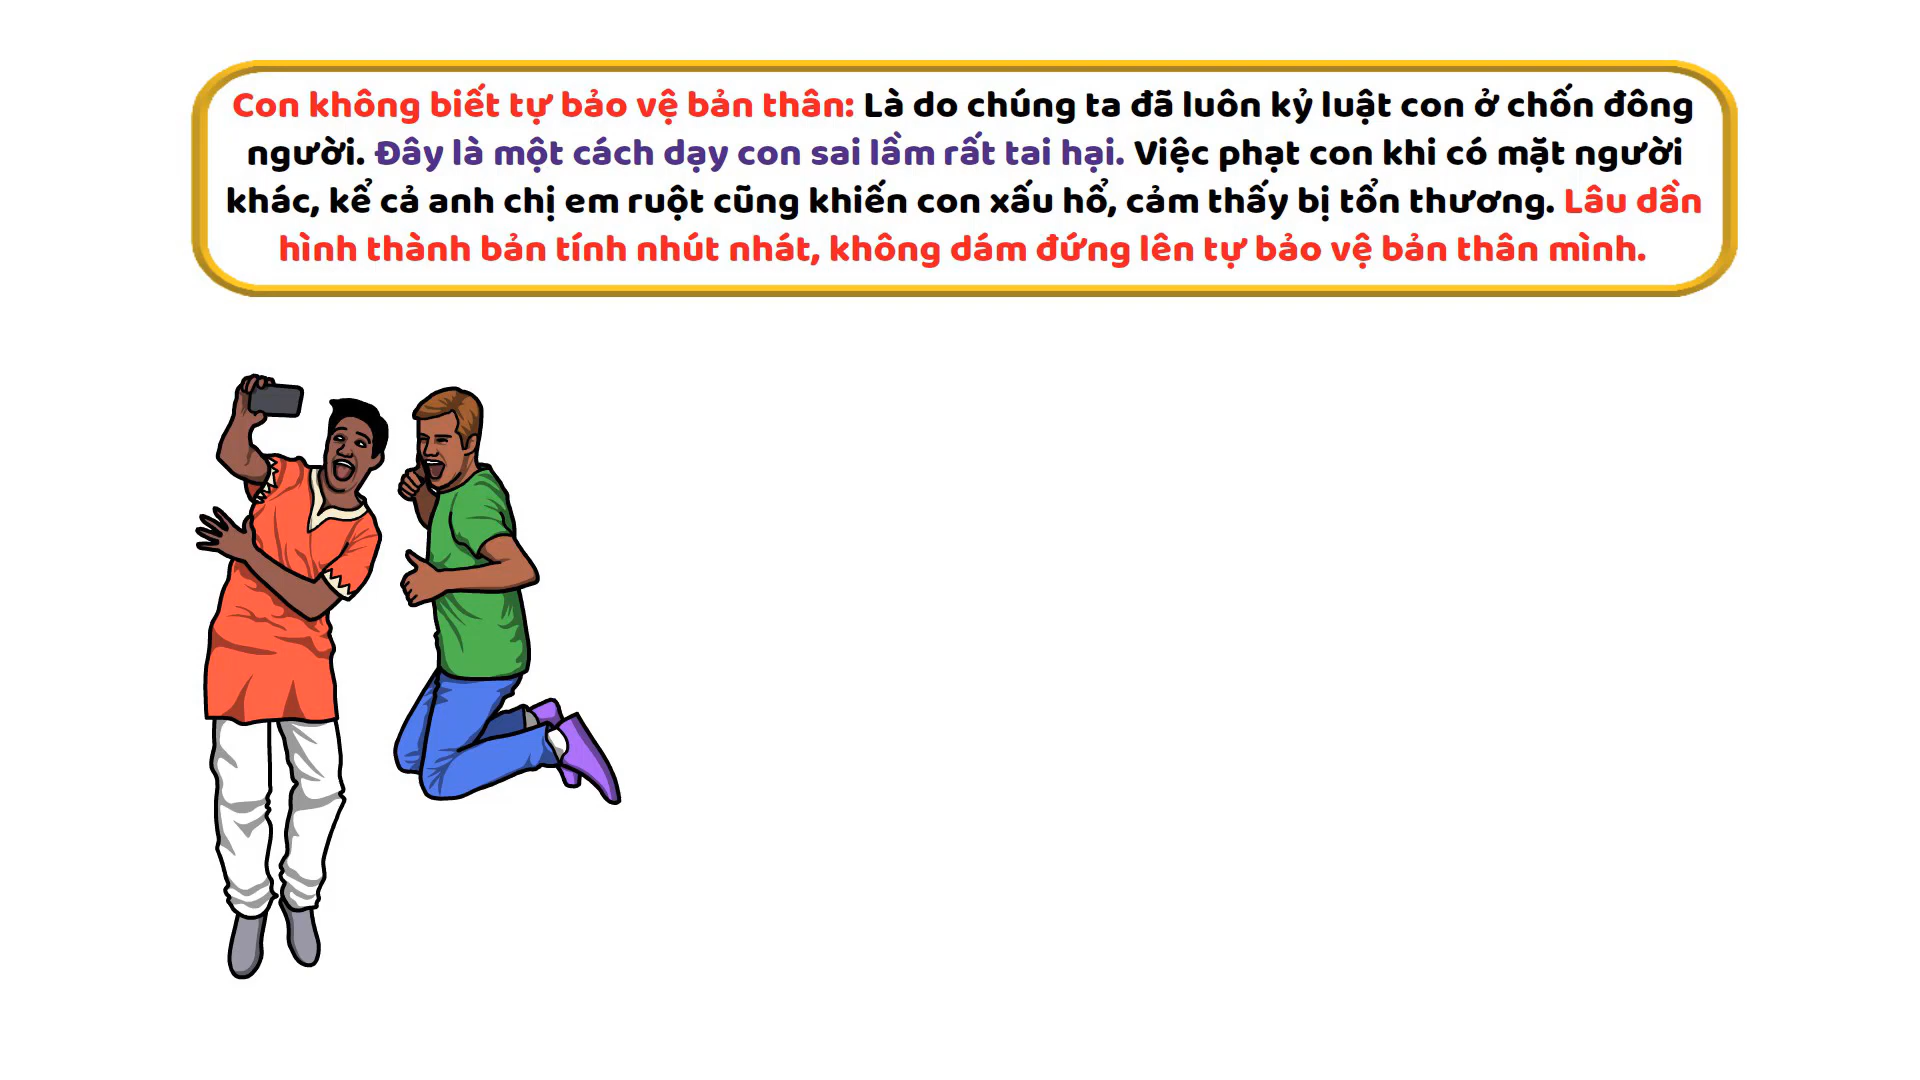 Con không biết tự bảo vệ bản thân: Là do chúng ta đã luôn kỷ luật con ở chốn đông
người. Đây là một cách dạy con sai lầm rất tai hại. Việc phạt con khi có mặt người
khác, kể cả anh chị em ruột cũng khiến con xấu hổ, cảm thấy bị tổn thương. Lâu dần
hình thành bản tính nhút nhát, không dám đứng lên tự bảo vệ bản thân mình.